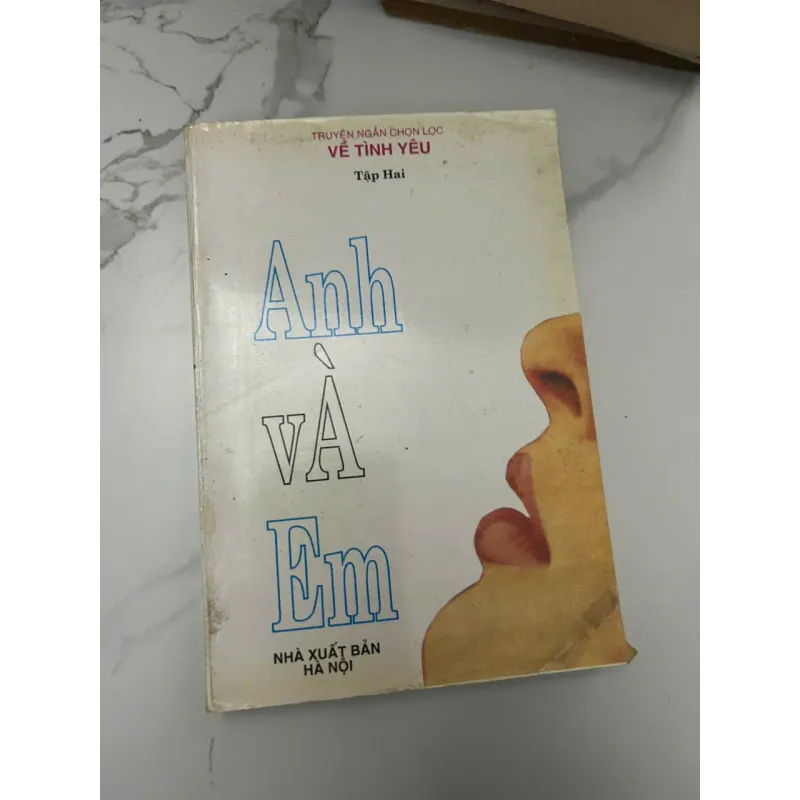 TRUYỆN NGẮN CHỌN LỌC
VỀ TÌNH YÊU
Tập Hai
Anh
vÀ
Em
NHÀ XUẤT BẢN
HÀ NỘI